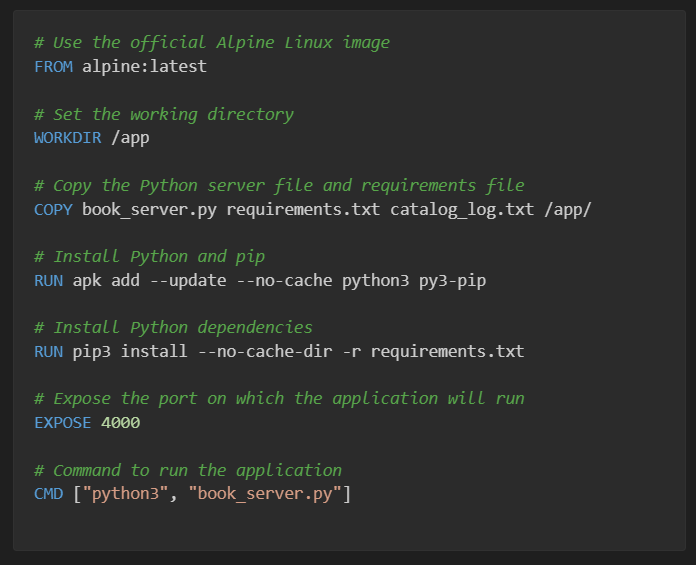 # Use the official Alpine Linux image
FROM alpine:latest
# Set the working directory
WORKDIR /app
# Copy the Python server file and requirements file
COPY book_server.py requirements.txt catalog_log.txt /app/
# Install Python and pip
RUN apk add --update --no-cache python3 py3-pip
# Install Python dependencies
RUN pip3 install --no-cache-dir -r requirements.txt
# Expose the port on which the application will run
EXPOSE 4000
# Command to run the application
CMD ["python3", "book_server.py"]